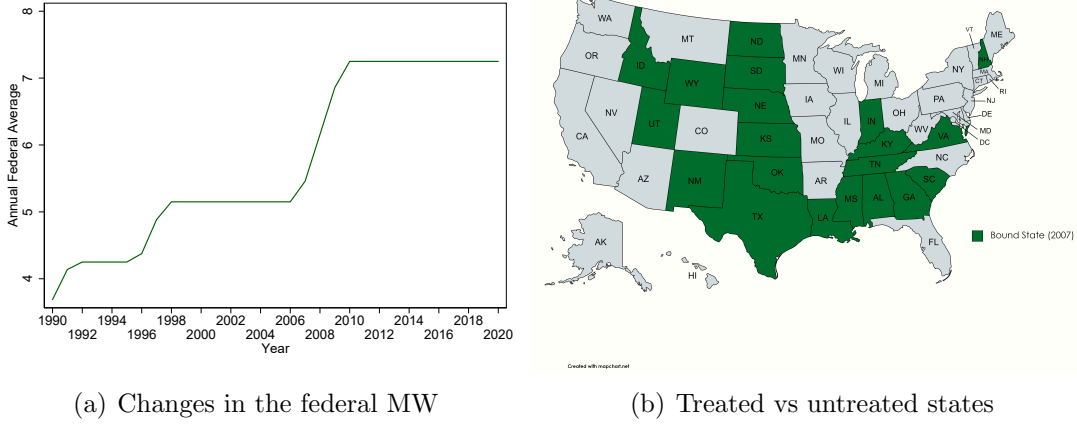 8
7
6
5
4
Annual Federal Average
1990 1994 1996 1998 2002 2006 2010 2014 2018
1992 1996 2000 2004 2008 2012 2016 2020
Year
WA
MT
ND
MN
VT
ME
OR
ID
SD
WI
NH
WY
MI
NY
MA
CT
RI
NV
NE
IA
PA
NJ
UT
CO
IL
IN
OH
DE
CA
KS
MO
WV
VA
MD
DC
KY
AZ
NM
OK
AR
TN
NC
SC
TX
LA
MS
AL
GA
Bound State (2007)
AK
FL
HI
Created with mapchart.net
(a) Changes in the federal MW
(b) Treated vs untreated states